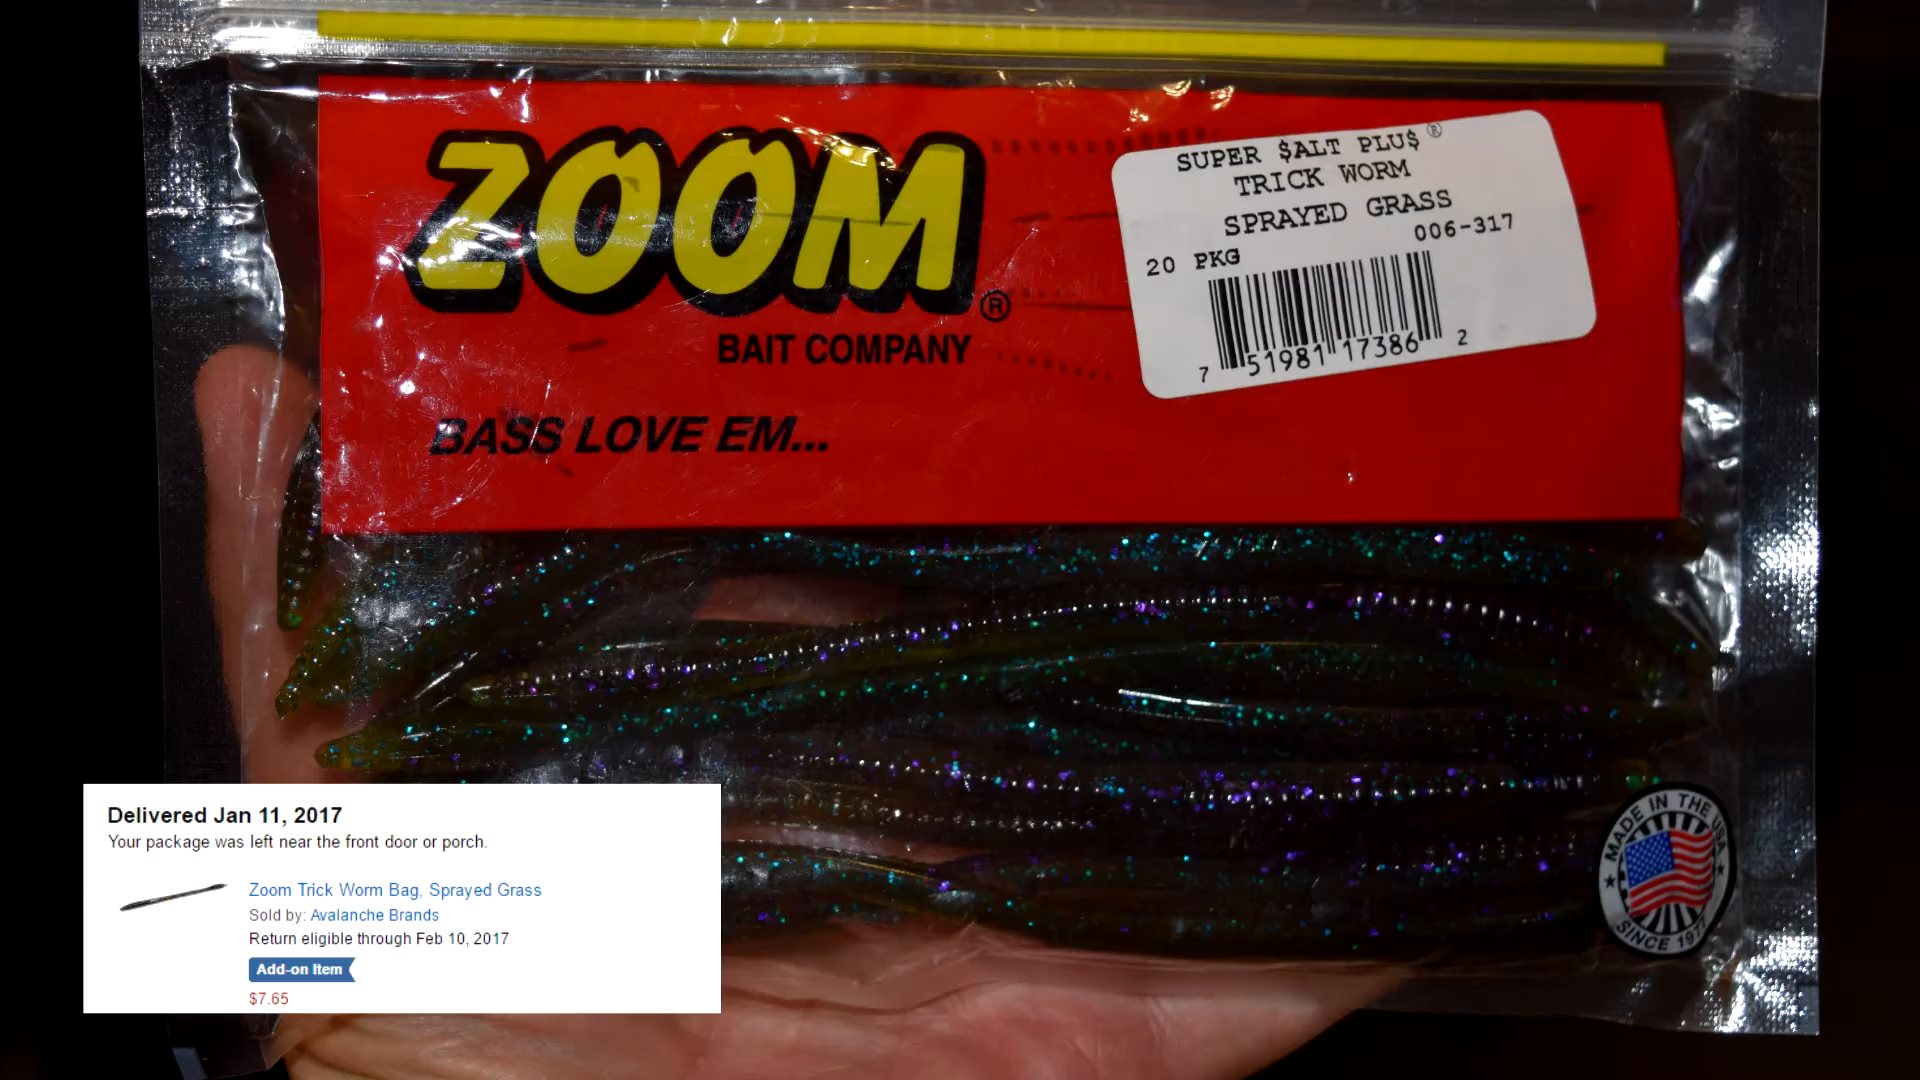 ZOOM®
BAIT COMPANY
BASS LOVE EM...
SUPER $ALT PLU$®
TRICK WORM
SPRAYED GRASS
006-317
20 PKG
7 51981 17386 2
MADE IN THE USA
SINCE 1977
Delivered Jan 11, 2017
Your package was left near the front door or porch.
Zoom Trick Worm Bag, Sprayed Grass
Sold by: Avalanche Brands
Return eligible through Feb 10, 2017
Add-on Item
$7.65